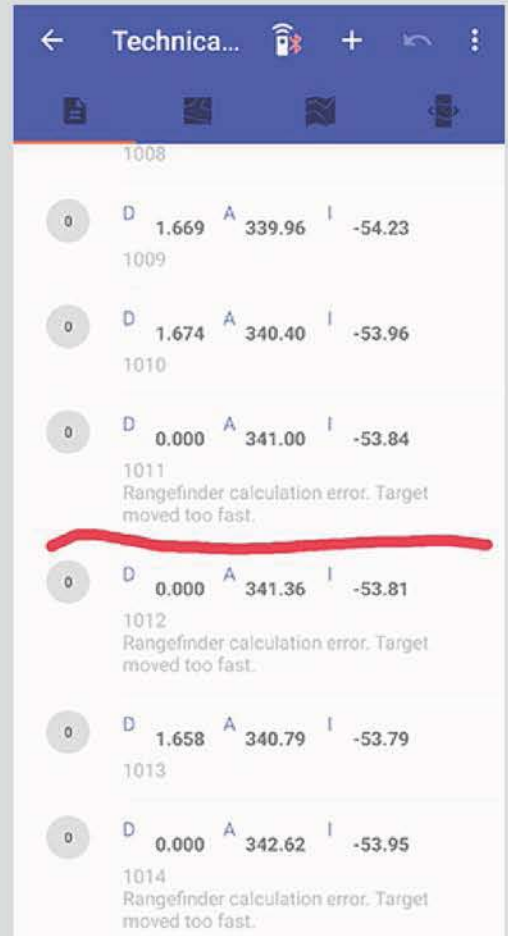 Technica...
1008
0 D 1.669 A 339.96 I -54.23
1009
0 D 1.674 A 340.40 I -53.96
1010
0 D 0.000 A 341.00 I -53.84
1011
Rangefinder calculation error. Target
moved too fast.
0 D 0.000 A 341.36 I -53.81
1012
Rangefinder calculation error. Target
moved too fast.
0 D 1.658 A 340.79 I -53.79
1013
0 D 0.000 A 342.62 I -53.95
1014
Rangefinder calculation error. Target
moved too fast.